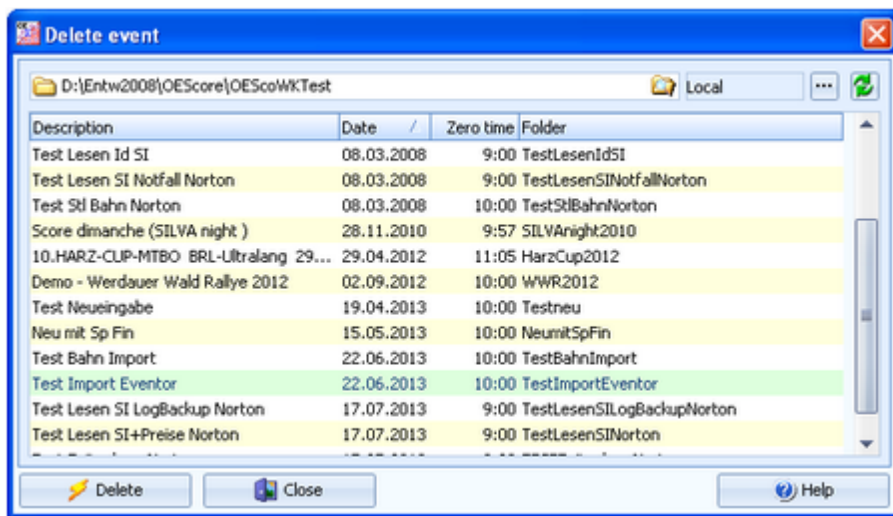 Delete event
D:\Entw2008\OEScore\OEScoWKTest Local ...
Description Date / Zero time Folder
Test Lesen Id SI 08.03.2008 9:00 TestLesenIdSI
Test Lesen SI Notfall Norton 08.03.2008 9:00 TestLesenSINotfallNorton
Test Stl Bahn Norton 08.03.2008 10:00 TestStlBahnNorton
Score dimanche (SILVA night ) 28.11.2010 9:57 SILVAnight2010
10.HARZ-CUP-MTBO BRL-Ultralang 29... 29.04.2012 11:05 HarzCup2012
Demo - Werdauer Wald Rallye 2012 02.09.2012 10:00 WWR2012
Test Neueingabe 19.04.2013 10:00 Testneu
Neu mit Sp Fin 15.05.2013 10:00 NeumitSpFin
Test Bahn Import 22.06.2013 10:00 TestBahnImport
Test Import Eventor 22.06.2013 10:00 TestImportEventor
Test Lesen SI LogBackup Norton 17.07.2013 9:00 TestLesenSILogBackupNorton
Test Lesen SI+Preise Norton 17.07.2013 9:00 TestLesenSINorton
Delete Close Help